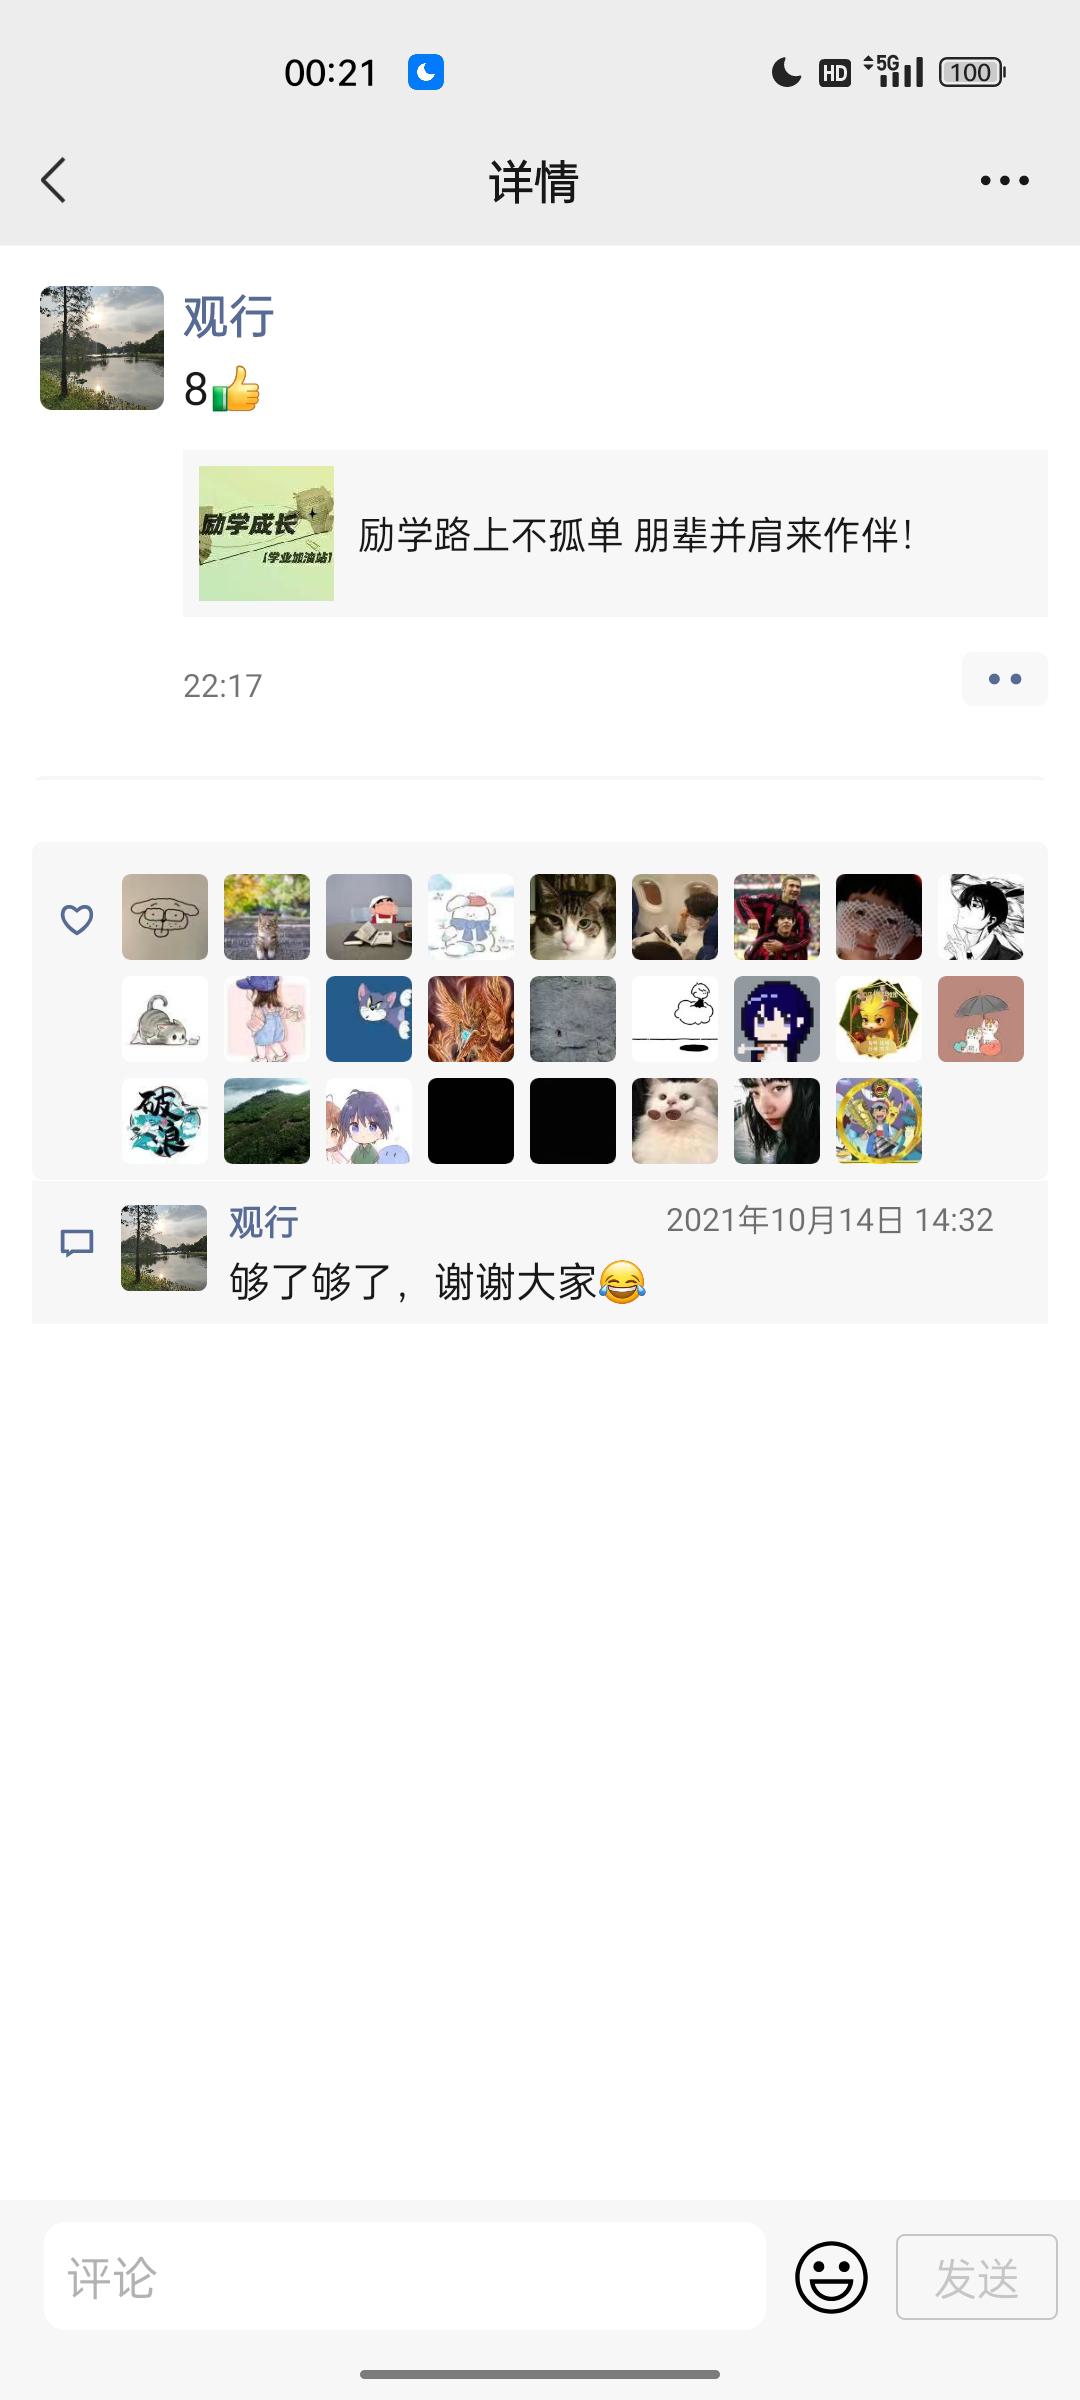 00:21
HD 5G 100
详情
观行
8👍
励学成长
[学业加油站]
励学路上不孤单 朋辈并肩来作伴！
22:17
破浪
观行
2021年10月14日 14:32
够了够了，谢谢大家😂
评论
发送